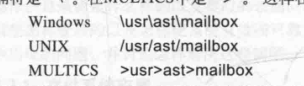 Windows \usr\ast\mailbox
UNIX /usr/ast/mailbox
MULTICS >usr>ast>mailbox